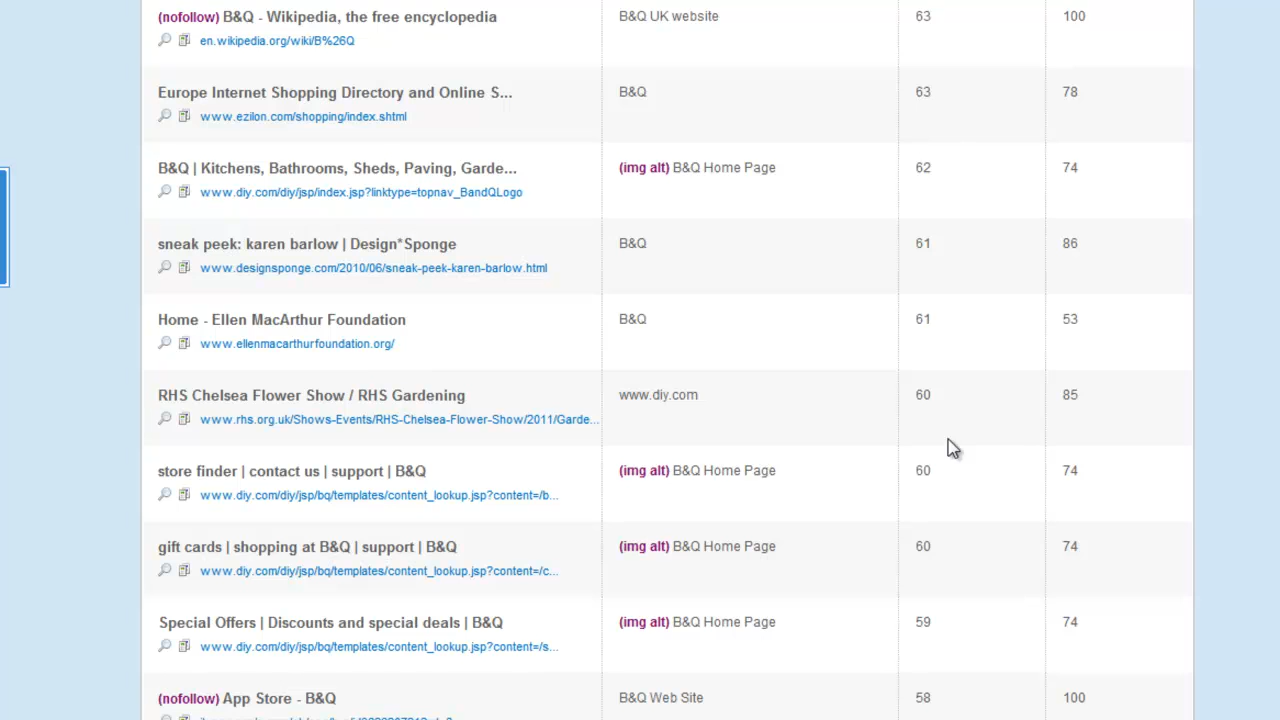 (nofollow) B&Q - Wikipedia, the free encyclopedia B&Q UK website 63 100
en.wikipedia.org/wiki/B%26Q
Europe Internet Shopping Directory and Online S... B&Q 63 78
www.ezilon.com/shopping/index.shtml
B&Q | Kitchens, Bathrooms, Sheds, Paving, Garde... (img alt) B&Q Home Page 62 74
www.diy.com/diy/jsp/index.jsp?linktype=topnav_BandQLogo
sneak peek: karen barlow | Design*Sponge B&Q 61 86
www.designsponge.com/2010/06/sneak-peek-karen-barlow.html
Home - Ellen MacArthur Foundation B&Q 61 53
www.ellenmacarthurfoundation.org/
RHS Chelsea Flower Show / RHS Gardening www.diy.com 60 85
www.rhs.org.uk/Shows-Events/RHS-Chelsea-Flower-Show/2011/Garde...
store finder | contact us | support | B&Q (img alt) B&Q Home Page 60 74
www.diy.com/diy/jsp/bq/templates/content_lookup.jsp?content=/b...
gift cards | shopping at B&Q | support | B&Q (img alt) B&Q Home Page 60 74
www.diy.com/diy/jsp/bq/templates/content_lookup.jsp?content=/c...
Special Offers | Discounts and special deals | B&Q (img alt) B&Q Home Page 59 74
www.diy.com/diy/jsp/bq/templates/content_lookup.jsp?content=/s...
(nofollow) App Store - B&Q B&Q Web Site 58 100